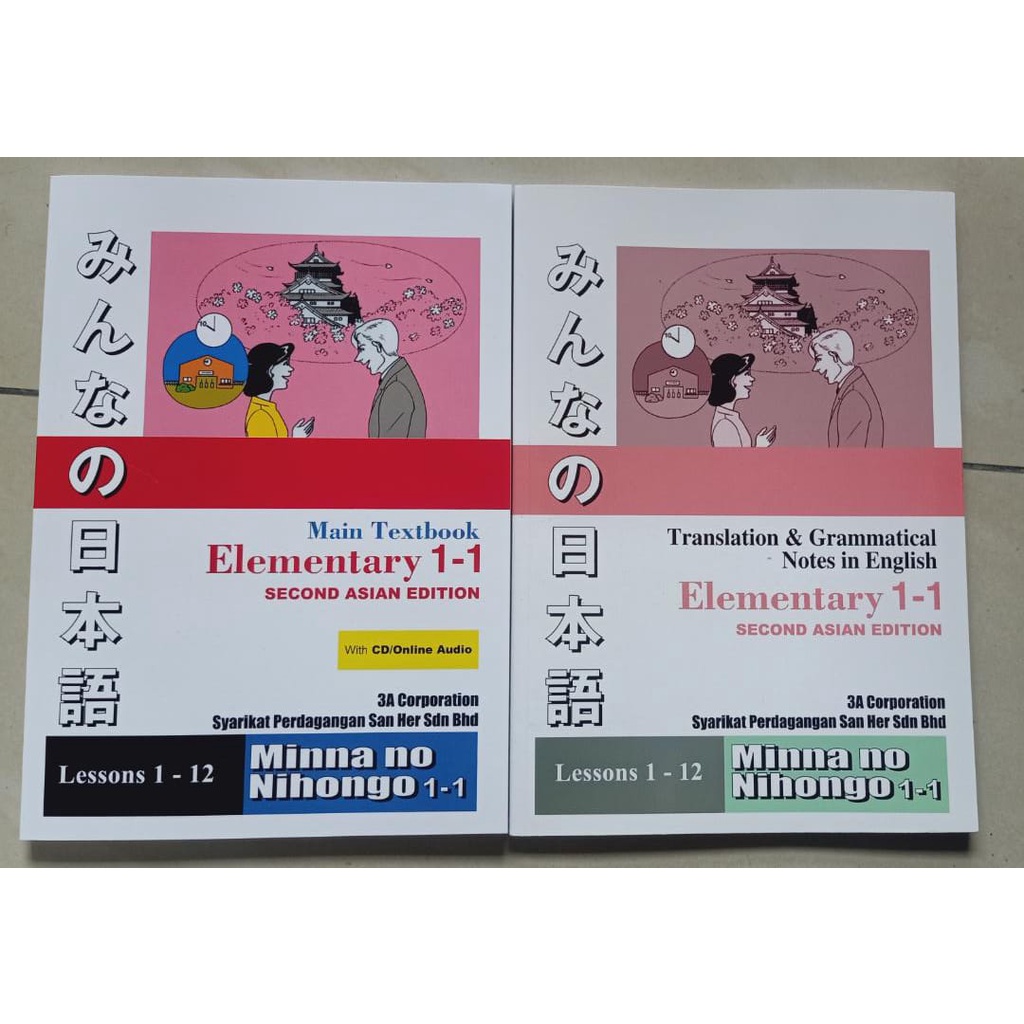 みんなの日本語
Main Textbook
Elementary 1-1
SECOND ASIAN EDITION
With CD/Online Audio
3A Corporation
Syarikat Perdagangan San Her Sdn Bhd
Lessons 1 - 12
Minna no
Nihongo 1-1
みんなの日本語
Translation & Grammatical
Notes in English
Elementary 1-1
SECOND ASIAN EDITION
3A Corporation
Syarikat Perdagangan San Her Sdn Bhd
Lessons 1 - 12
Minna no
Nihongo 1-1